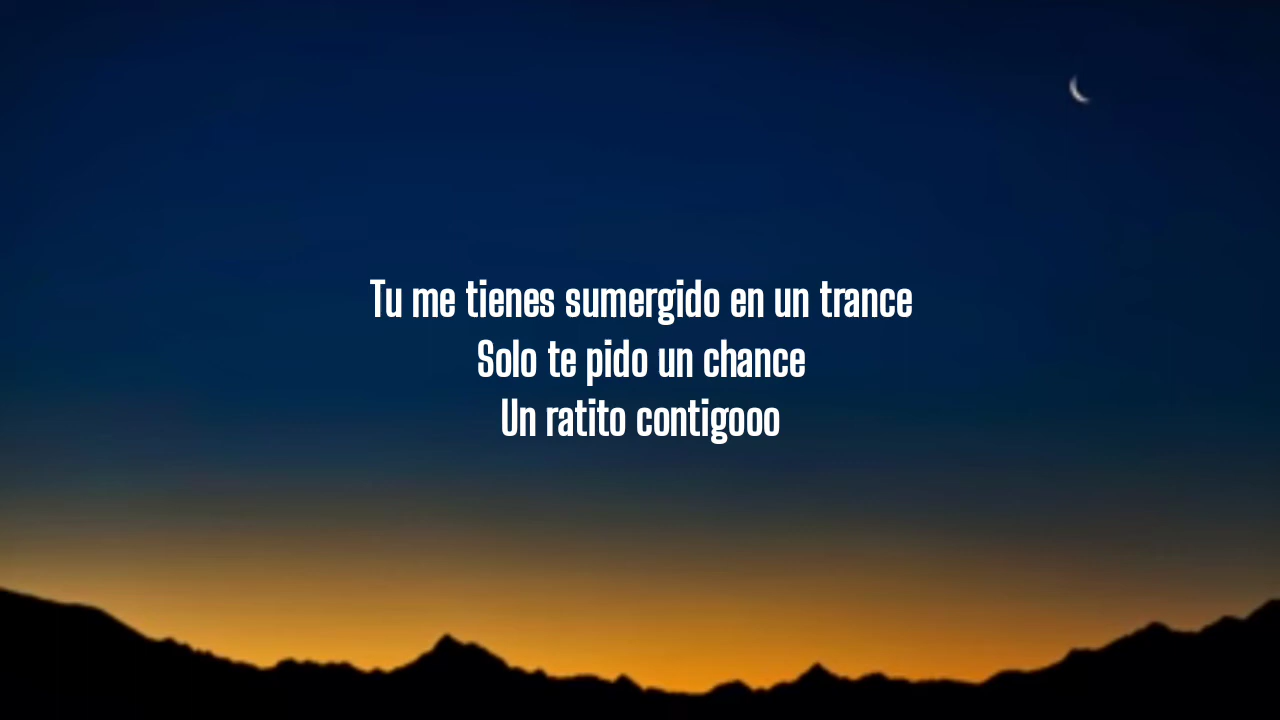 Tu me tienes sumergido en un trance
Solo te pido un chance
Un ratito contigooo